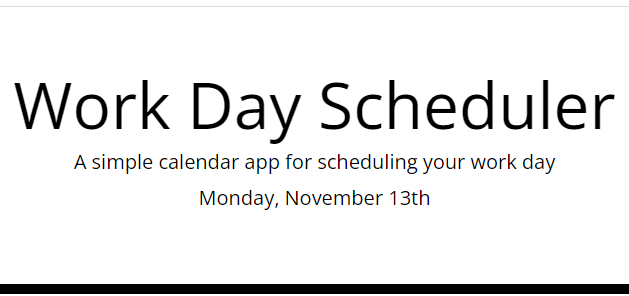 Work Day Scheduler
A simple calendar app for scheduling your work day
Monday, November 13th